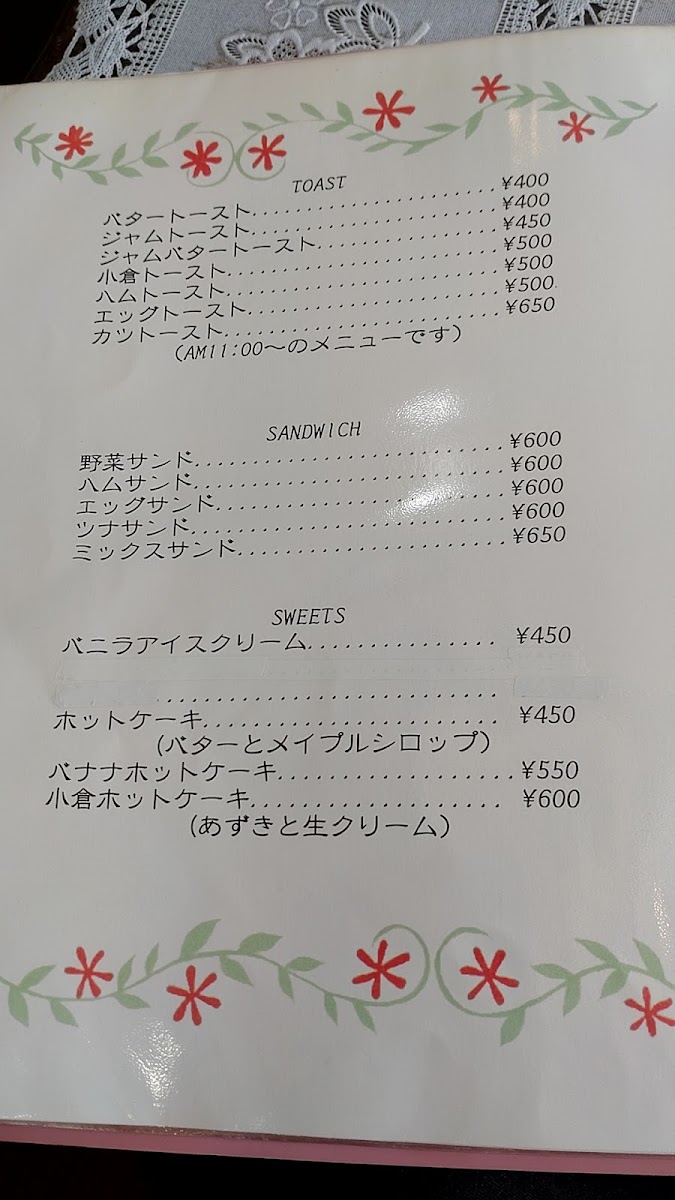 TOAST
バタートースト......................¥400
ジャムトースト......................¥400
ジャムバタートースト................¥450
小倉トースト........................¥500
ハムトースト........................¥500
エッグトースト......................¥500
カツトースト........................¥650
(AM11:00〜のメニューです)
SANDWICH
野菜サンド..........................¥600
ハムサンド..........................¥600
エッグサンド........................¥600
ツナサンド..........................¥600
ミックスサンド......................¥650
SWEETS
バニラアイスクリーム............... ¥450
ホットケーキ....................... ¥450
(バターとメイプルシロップ)
バナナホットケーキ...................¥550
小倉ホットケーキ.................... ¥600
(あずきと生クリーム)